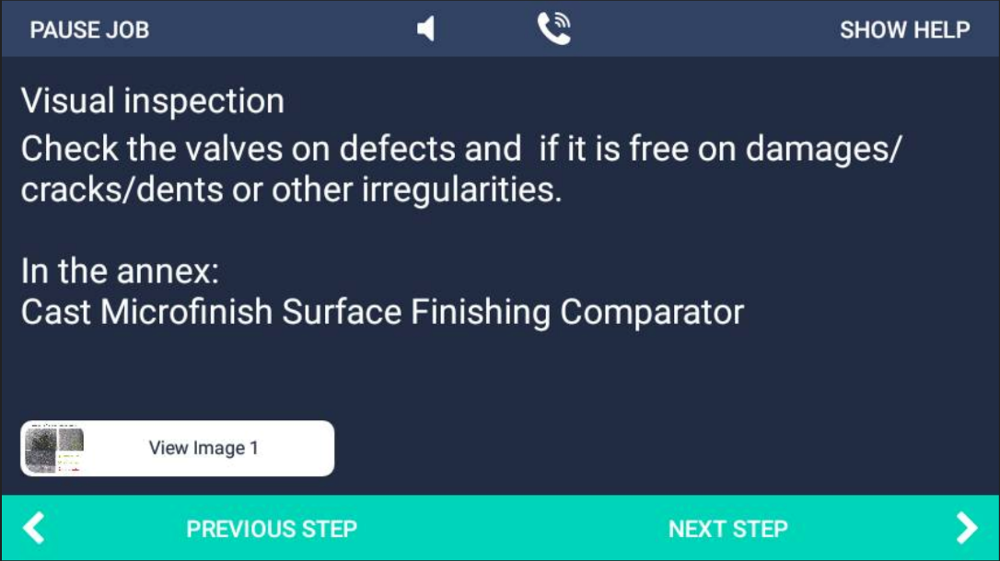 PAUSE JOB
SHOW HELP
Visual inspection
Check the valves on defects and  if it is free on damages/
cracks/dents or other irregularities.
In the annex:
Cast Microfinish Surface Finishing Comparator
View Image 1
PREVIOUS STEP
NEXT STEP